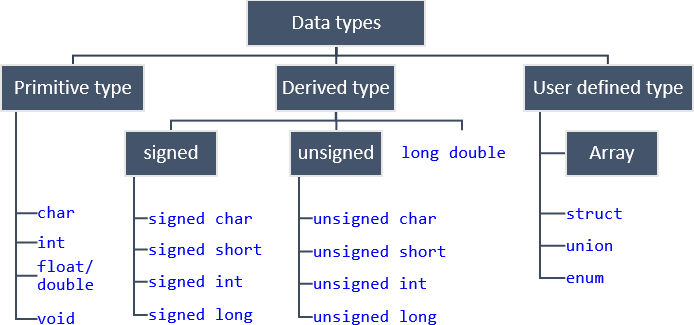 Data types
Primitive type
Derived type
User defined type
signed
unsigned
long double
Array
char
int
float/
double
void
signed char
signed short
signed int
signed long
unsigned char
unsigned short
unsigned int
unsigned long
struct
union
enum